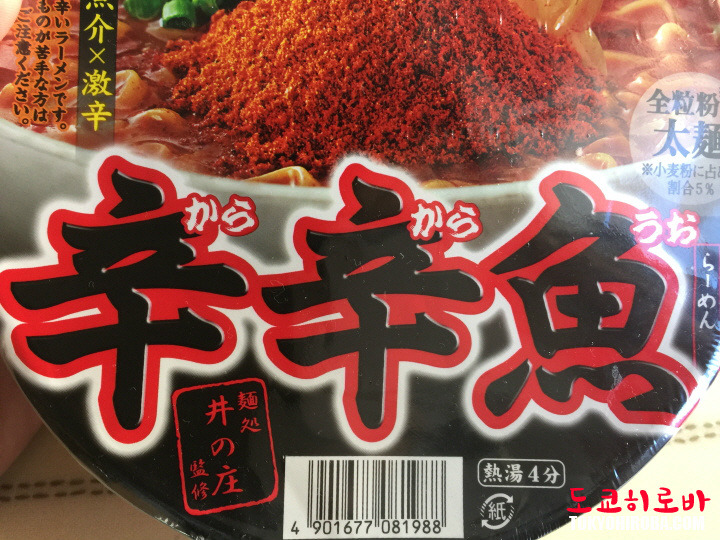 魚介×激辛
辛いラーメンです。
ものが苦手な方は
ご注意ください。
全粒粉
太麺
※小麦粉に占
割合5%
辛辛魚
から から うお
らーめん
麺処
井の庄
監修
熱湯4分
紙
4 901677 081988
도쿄히로바